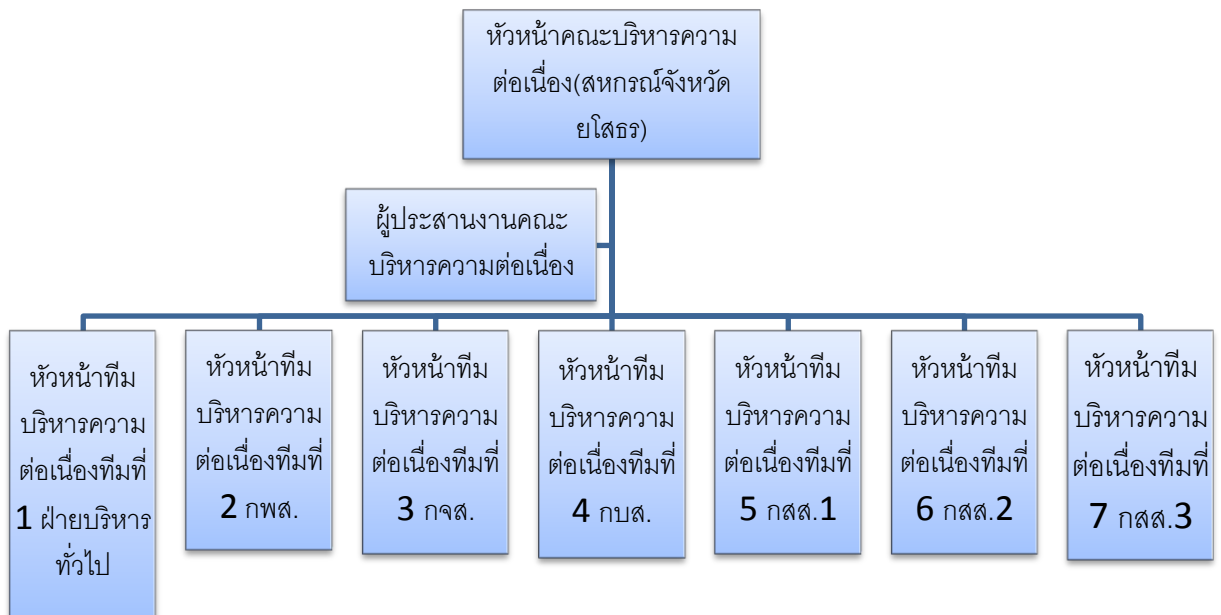 หัวหน้าคณะบริหารความ
ต่อเนื่อง(สหกรณ์จังหวัด
ยโสธร)
ผู้ประสานงานคณะ
บริหารความต่อเนื่อง
หัวหน้าทีม
บริหารความ
ต่อเนื่องทีมที่
1 ฝ่ายบริหาร
ทั่วไป
หัวหน้าทีม
บริหารความ
ต่อเนื่องทีมที่
2 กพส.
หัวหน้าทีม
บริหารความ
ต่อเนื่องทีมที่
3 กจส.
หัวหน้าทีม
บริหารความ
ต่อเนื่องทีมที่
4 กบส.
หัวหน้าทีม
บริหารความ
ต่อเนื่องทีมที่
5 กสส.1
หัวหน้าทีม
บริหารความ
ต่อเนื่องทีมที่
6 กสส.2
หัวหน้าทีม
บริหารความ
ต่อเนื่องทีมที่
7 กสส.3